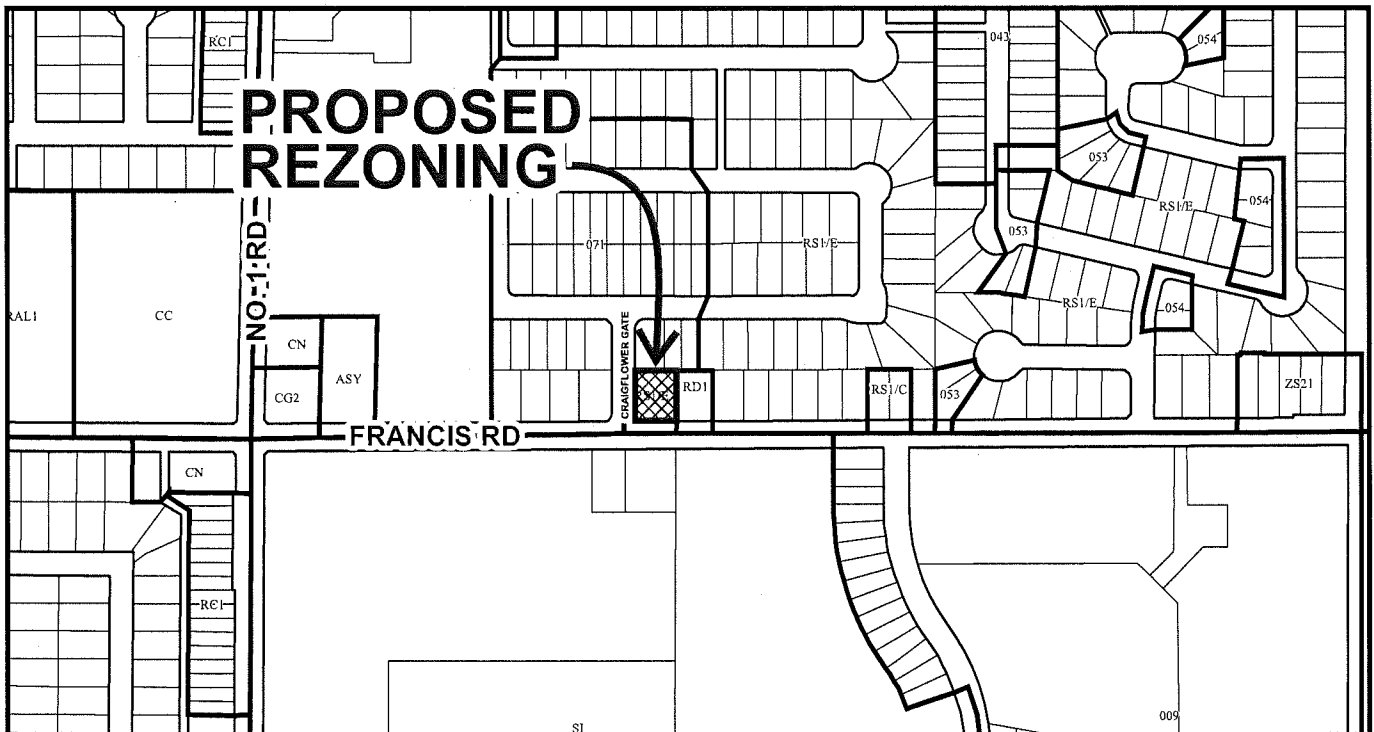 RC1
043
054
PROPOSED
REZONING
053
RS1/E
054
071
RS1/E
053
NO. 1 RD
RAL1
CC
RS1/E
054
CN
CRAIGFLOWER GATE
ASY
RD1
RS1/C
053
ZS21
CG2
FRANCIS RD
CN
RC1
SI
009